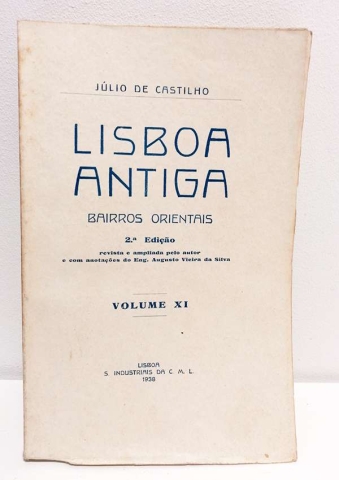 JÚLIO DE CASTILHO
LISBOA
ANTIGA
BAIRROS ORIENTAIS
2.ª Edição
revista e ampliada pelo autor
e com anotações do Eng. Augusto Vieira da Silva
VOLUME XI
LISBOA
S. INDUSTRIAIS DA C. M. L.
1938